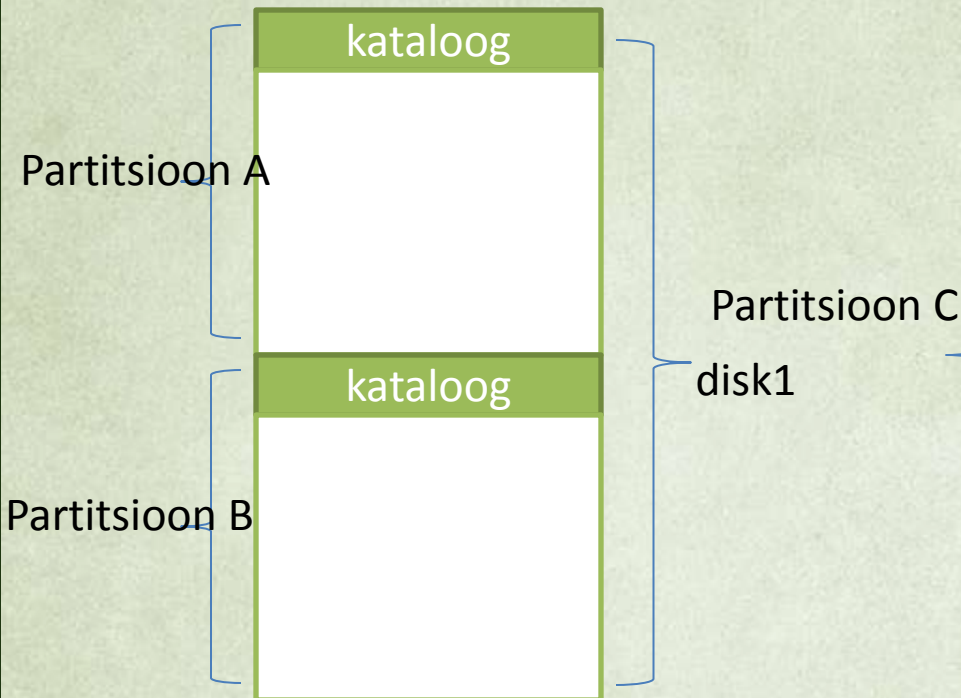 kataloog
Partitsioon A
Partitsioon C
disk1
kataloog
Partitsioon B